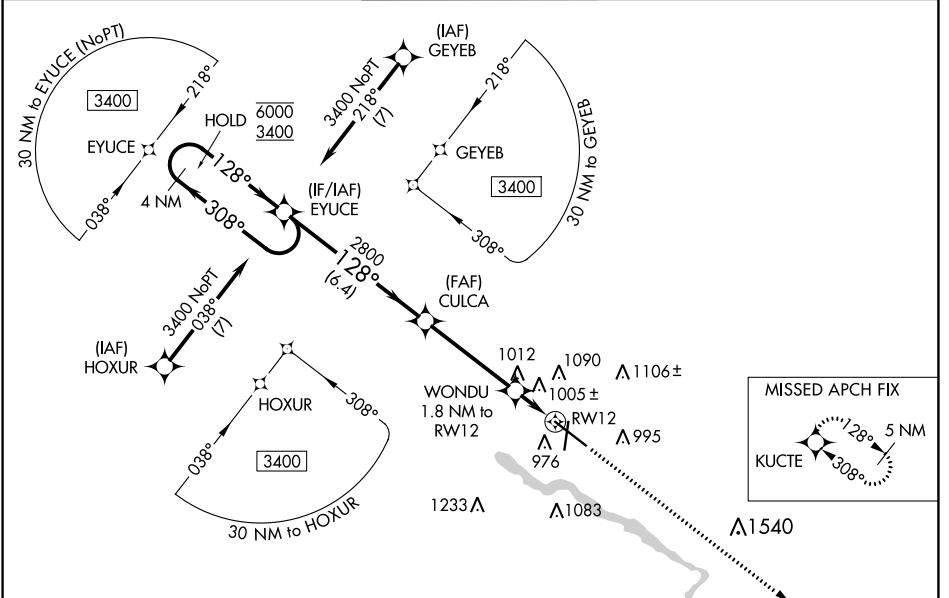 30 NM to EYUCE (NoPT)
3400
218°
EYUCE
038°
HOLD
6000
3400
4 NM
128°
308°
(IF/IAF)
EYUCE
(IAF)
GEYEB
3400 NoPT
218°
(7)
218°
GEYEB
3400
308°
30 NM to GEYEB
2800
128°
(6.4)
(FAF)
CULCA
3400 NoPT
038°
(7)
(IAF)
HOXUR
HOXUR
308°
038°
3400
30 NM to HOXUR
1012
1090
1106±
1005±
WONDU
1.8 NM to
RW12
RW12
995
976
1233
1083
1540
MISSED APCH FIX
128°
5 NM
KUCTE
308°